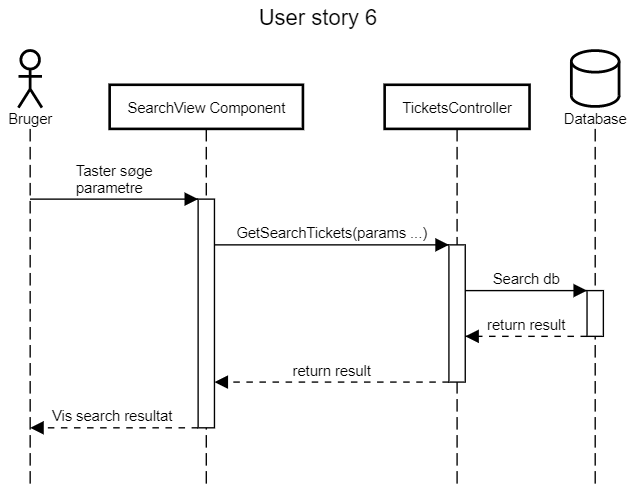 User story 6
Bruger
SearchView Component
TicketsController
Database
Taster søge
parametre
GetSearchTickets(params ...)
Search db
return result
return result
Vis search resultat